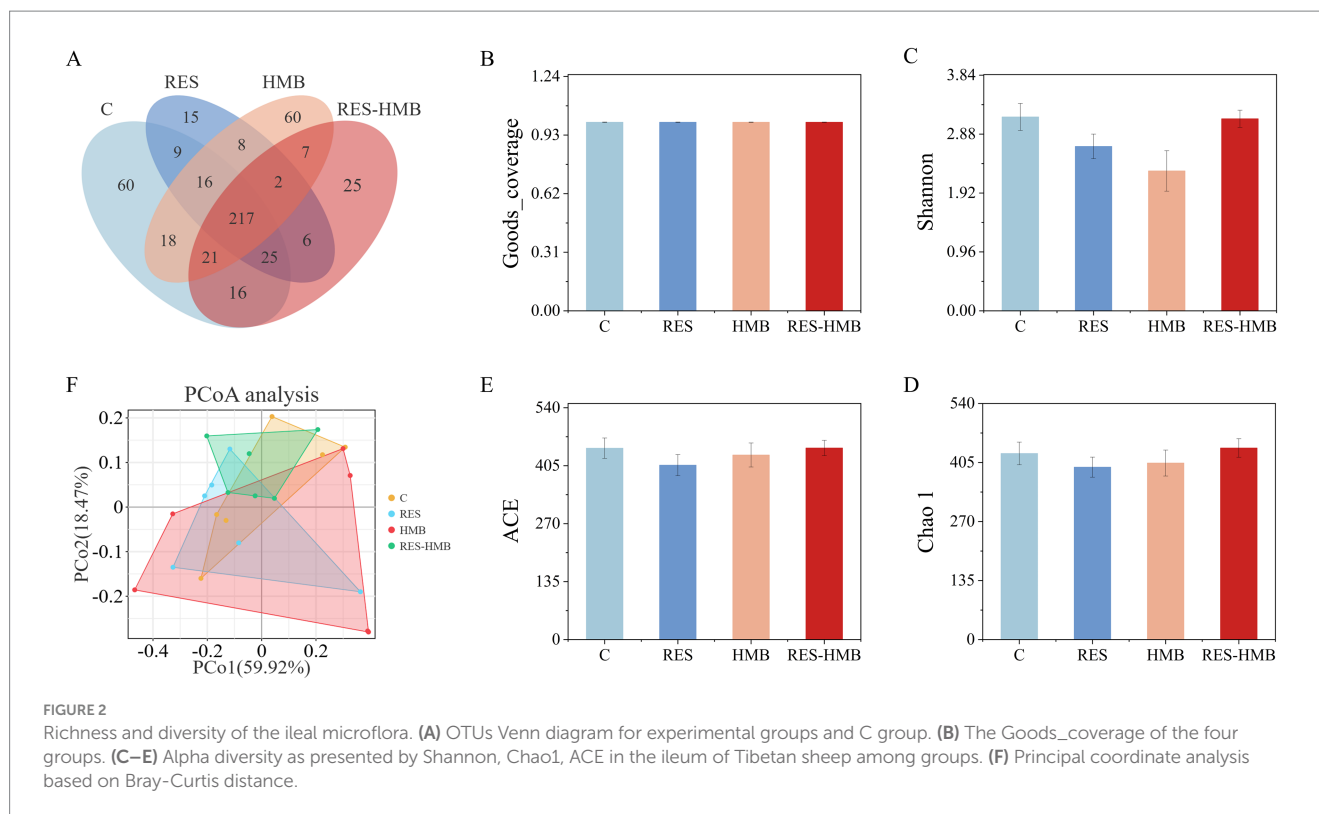 A
RES
HMB
C
RES-HMB
15
60
9
8
7
60
16
2
25
217
18
21
25
6
16
B
Goods_coverage
1.24
0.93
0.62
0.31
0.00
C RES HMB RES-HMB
C
Shannon
3.84
2.88
1.92
0.96
0.00
C RES HMB RES-HMB
F
PCoA analysis
PCo2(18.47%)
0.2
0.1
0
-0.1
-0.2
-0.4 -0.2 0 0.2
PCo1(59.92%)
C
RES
HMB
RES-HMB
E
ACE
540
405
270
135
0
C RES HMB RES-HMB
D
Chao 1
540
405
270
135
0
C RES HMB RES-HMB
FIGURE 2
Richness and diversity of the ileal microflora. (A) OTUs Venn diagram for experimental groups and C group. (B) The Goods_coverage of the four
groups. (C–E) Alpha diversity as presented by Shannon, Chao1, ACE in the ileum of Tibetan sheep among groups. (F) Principal coordinate analysis
based on Bray-Curtis distance.